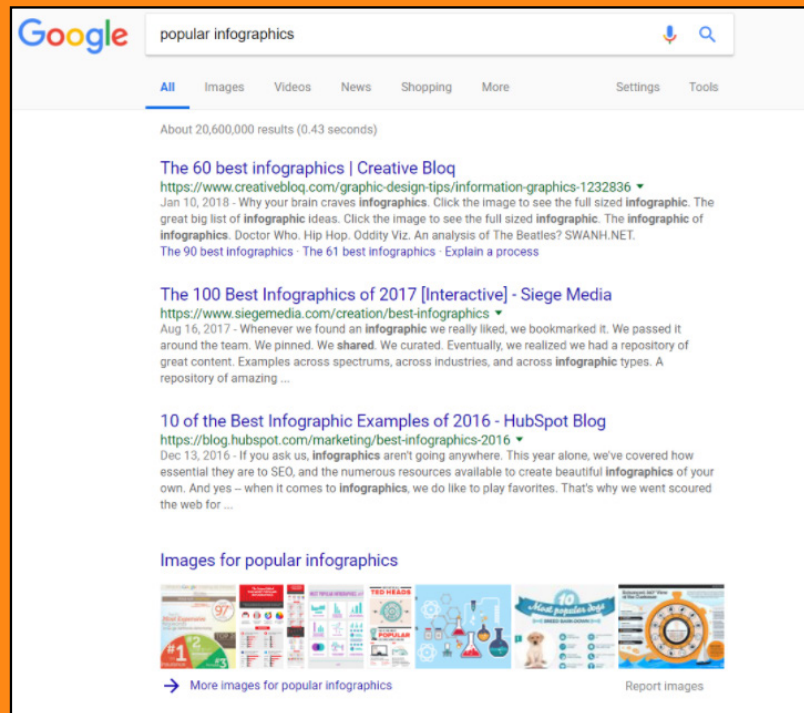 Google
popular infographics
All Images Videos News Shopping More Settings Tools
About 20,600,000 results (0.43 seconds)
The 60 best infographics | Creative Bloq
https://www.creativebloq.com/graphic-design-tips/information-graphics-1232836
Jan 10, 2018 - Why your brain craves infographics. Click the image to see the full sized infographic. The
great big list of infographic ideas. Click the image to see the full sized infographic. The infographic of
infographics. Doctor Who. Hip Hop. Oddity Viz. An analysis of The Beatles? SWANH.NET.
The 90 best infographics · The 61 best infographics · Explain a process
The 100 Best Infographics of 2017 [Interactive] - Siege Media
https://www.siegemedia.com/creation/best-infographics
Aug 16, 2017 - Whenever we found an infographic we really liked, we bookmarked it. We passed it
around the team. We pinned. We shared. We curated. Eventually, we realized we had a repository of
great content. Examples across spectrums, across industries, and across infographic types. A
repository of amazing ...
10 of the Best Infographic Examples of 2016 - HubSpot Blog
https://blog.hubspot.com/marketing/best-infographics-2016
Dec 13, 2016 - If you ask us, infographics aren't going anywhere. This year alone, we've covered how
essential they are to SEO, and the numerous resources available to create beautiful infographics of your
own. And yes – when it comes to infographics, we do like to play favorites. That's why we went scoured
the web for ...
Images for popular infographics
97%
#1
#2
#3
TED HEADS
POPULAR
10
Most popular dogs
More images for popular infographics
Report images